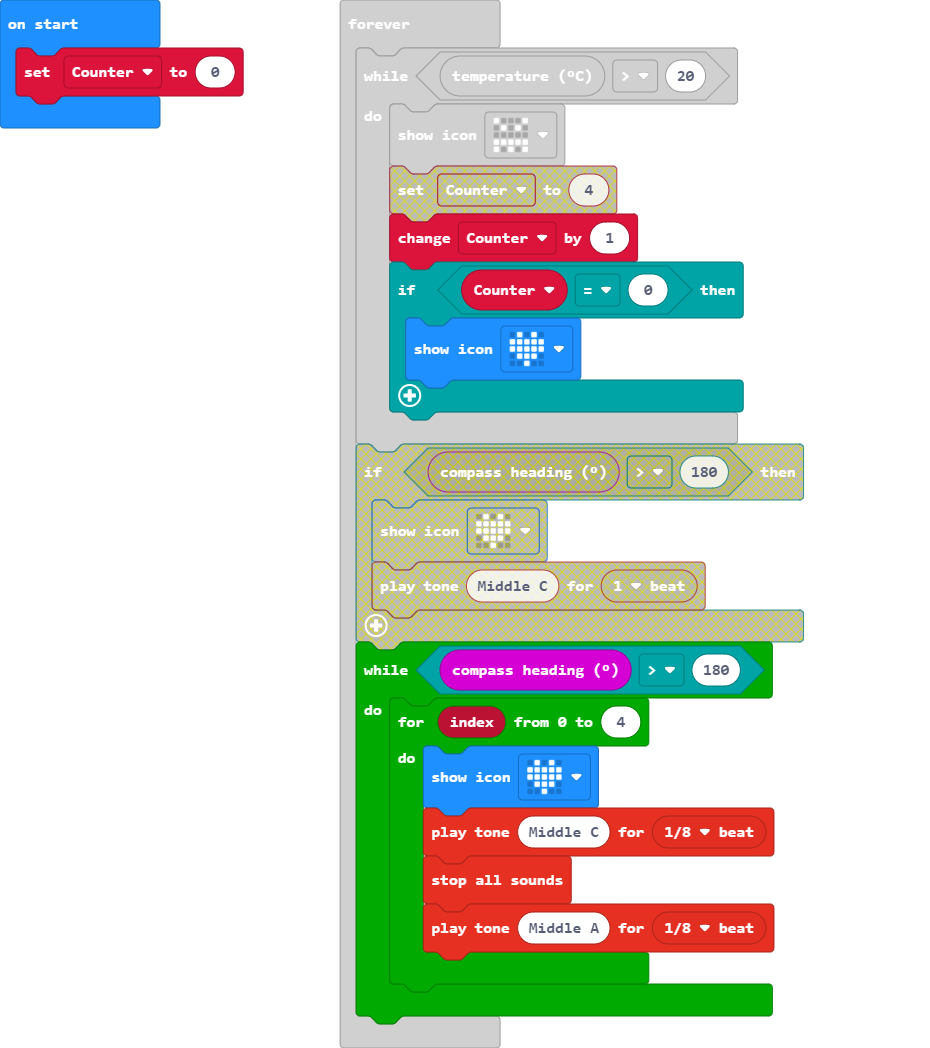 on start
set Counter to 0
forever
while temperature (ºC) > 20
do
show icon
set Counter to 4
change Counter by 1
if Counter = 0 then
show icon
if compass heading (º) > 180 then
show icon
play tone Middle C for 1 beat
while compass heading (º) > 180
do
for index from 0 to 4
do
show icon
play tone Middle C for 1/8 beat
stop all sounds
play tone Middle A for 1/8 beat